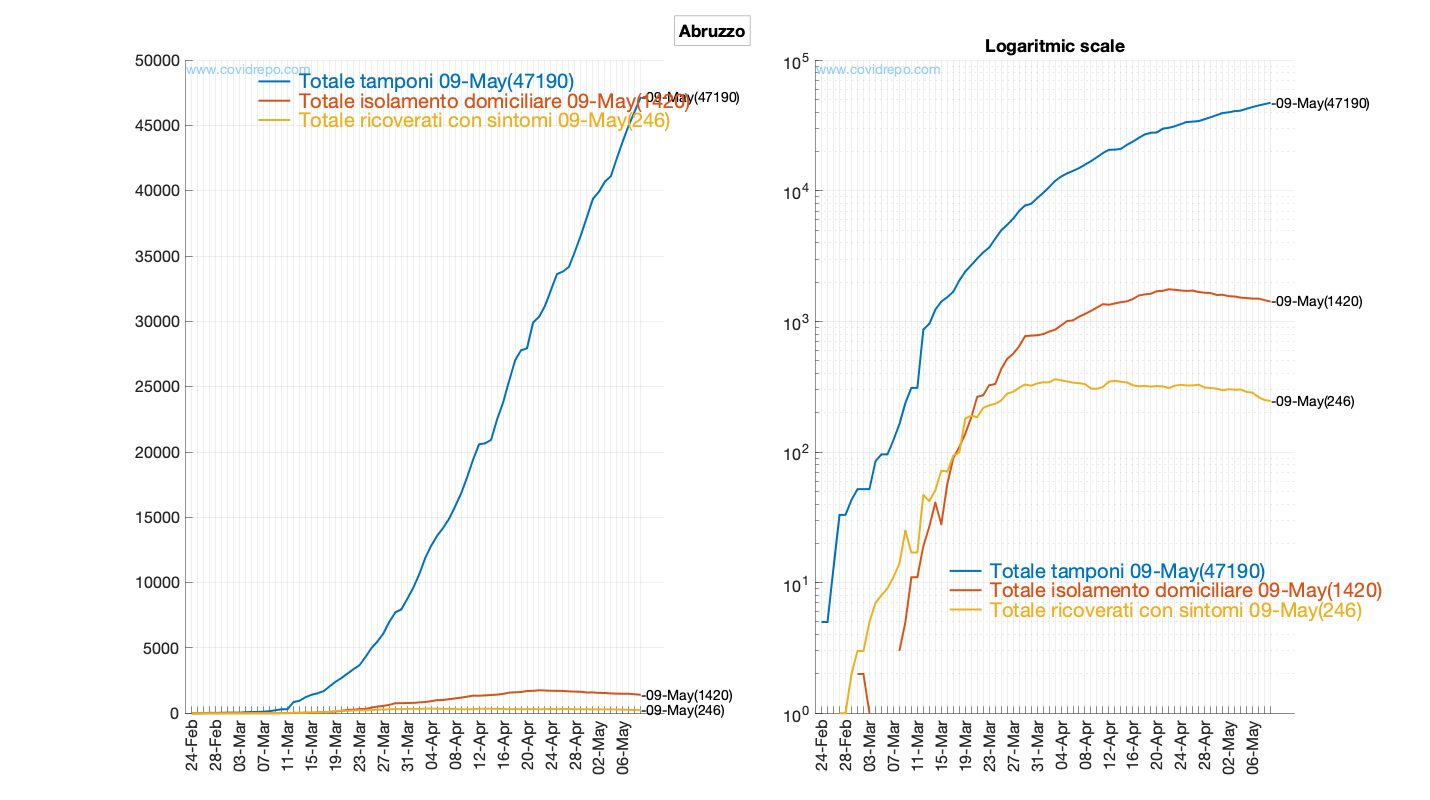 Abruzzo
www.covidrepo.com
Totale tamponi 09-May(47190)
Totale isolamento domiciliare 09-May(1420)
Totale ricoverati con sintomi 09-May(246)
-09-May(47190)
-09-May(1420)
-09-May(246)
50000
45000
40000
35000
30000
25000
20000
15000
10000
5000
0
24-Feb
28-Feb
03-Mar
07-Mar
11-Mar
15-Mar
19-Mar
23-Mar
27-Mar
31-Mar
04-Apr
08-Apr
12-Apr
16-Apr
20-Apr
24-Apr
28-Apr
02-May
06-May
Logaritmic scale
www.covidrepo.com
10^5
10^4
10^3
10^2
10^1
10^0
-09-May(47190)
-09-May(1420)
-09-May(246)
Totale tamponi 09-May(47190)
Totale isolamento domiciliare 09-May(1420)
Totale ricoverati con sintomi 09-May(246)
24-Feb
28-Feb
03-Mar
07-Mar
11-Mar
15-Mar
19-Mar
23-Mar
27-Mar
31-Mar
04-Apr
08-Apr
12-Apr
16-Apr
20-Apr
24-Apr
28-Apr
02-May
06-May